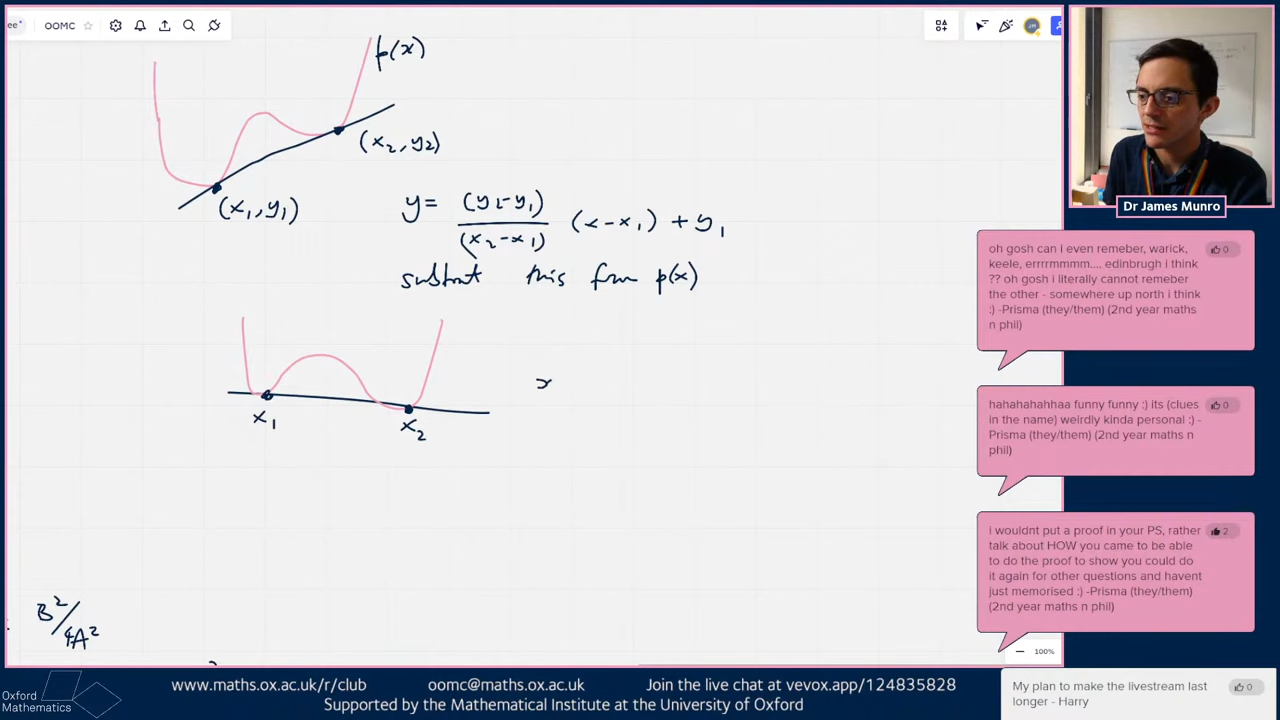 OOMC
p(x)
(x₂, y₂)
(x₁, y₁)
y = (y₂-y₁)/(x₂-x₁) (x-x₁) + y₁
subtract this from p(x)
x₁
x₂
x
B²/4A²
2
JM
100%
Dr James Munro
oh gosh can i even remeber, warick,
keele, errrrmmmm...., edinbrugh i think
?? oh gosh i literally cannot remeber
the other - somewhere up north i think
:) -Prisma (they/them) (2nd year maths
n phil)
0
hahahahahhaa funny funny :) its (clues
in the name) weirdly kinda personal :) -
Prisma (they/them) (2nd year maths n
phil)
0
i wouldnt put a proof in your PS, rather
talk about HOW you came to be able
to do the proof to show you could do
it again for other questions and havent
just memorised :) -Prisma (they/them)
(2nd year maths n phil)
2
My plan to make the livestream last
longer - Harry
0
Oxford
Mathematics
www.maths.ox.ac.uk/r/club oomc@maths.ox.ac.uk Join the live chat at vevox.app/124835828
Supported by the Mathematical Institute at the University of Oxford